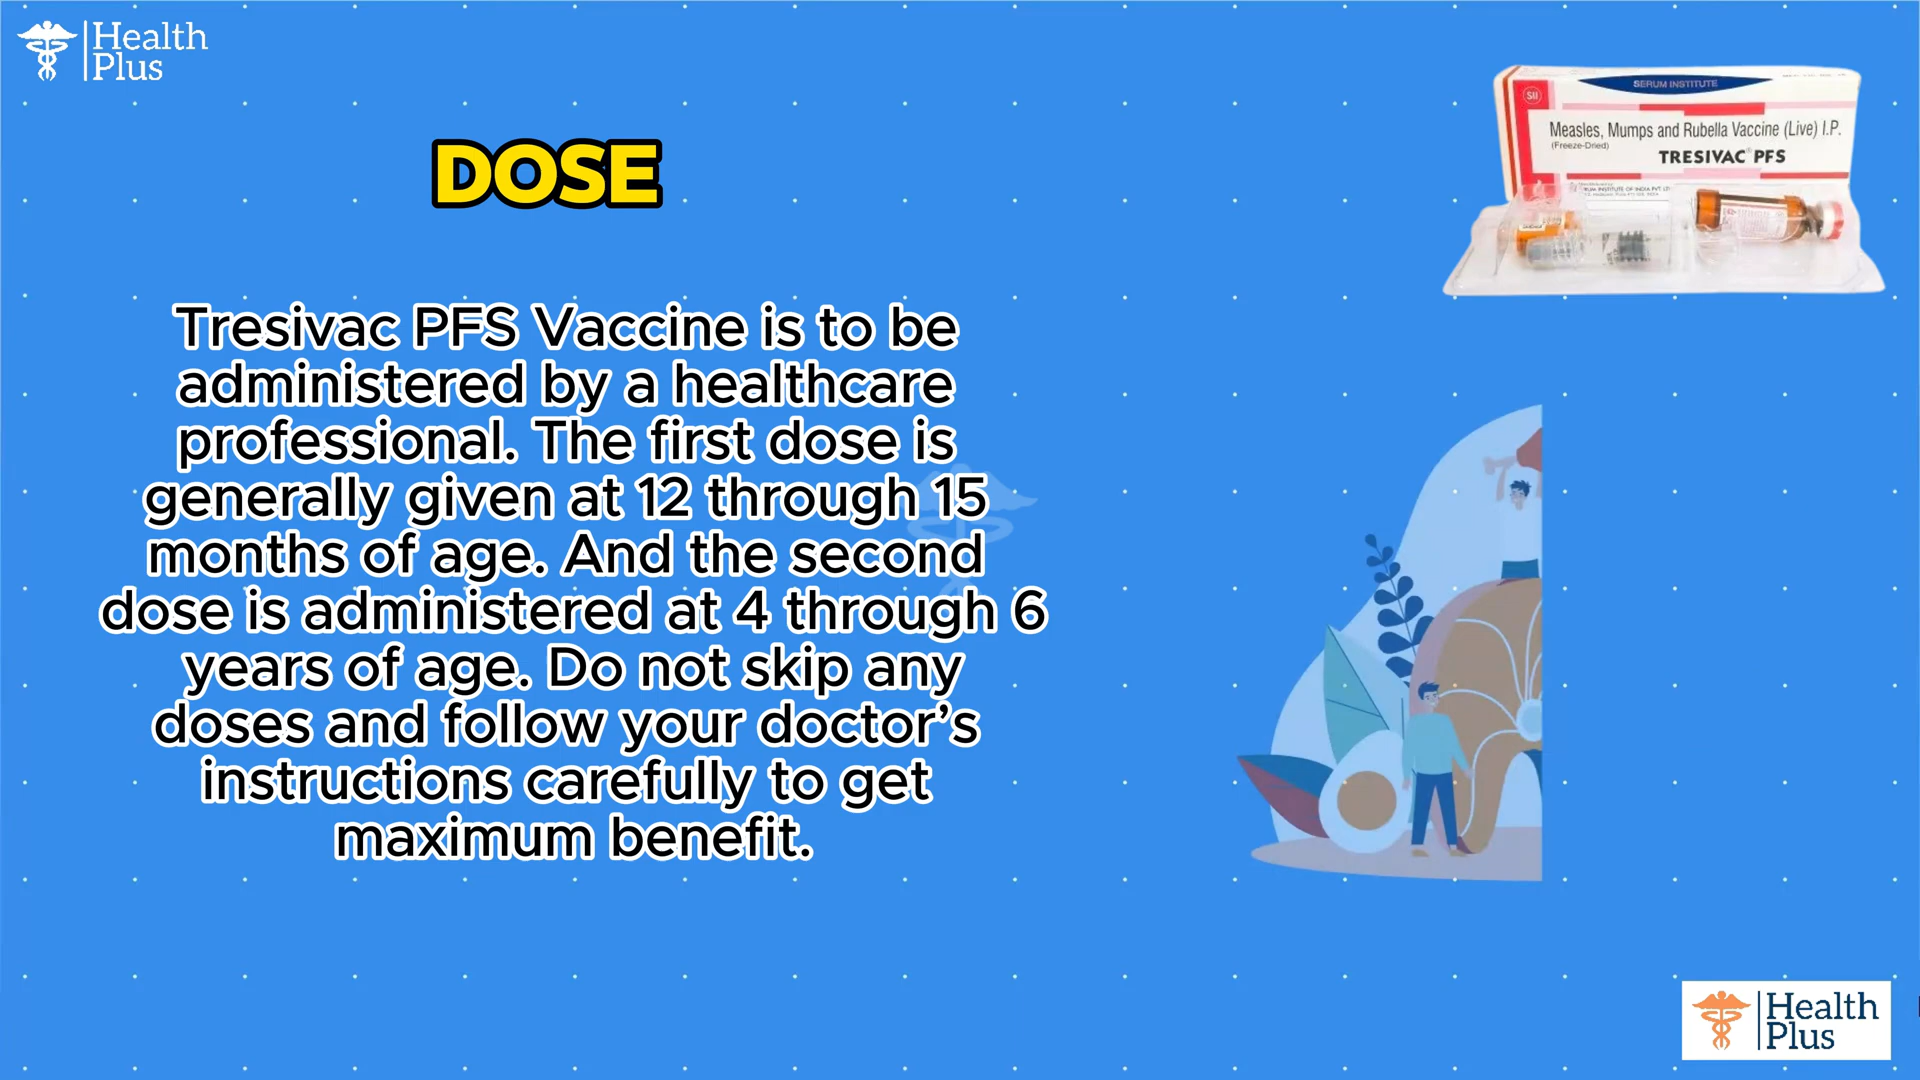 Health
Plus
SERUM INSTITUTE
SII
Measles, Mumps and Rubella Vaccine (Live) I.P.
(Freeze-Dried)
TRESIVAC PFS
DOSE
Tresivac PFS Vaccine is to be
administered by a healthcare
professional. The first dose is
generally given at 12 through 15
months of age. And the second
dose is administered at 4 through 6
years of age. Do not skip any
doses and follow your doctor’s
instructions carefully to get
maximum benefit.
Health
Plus